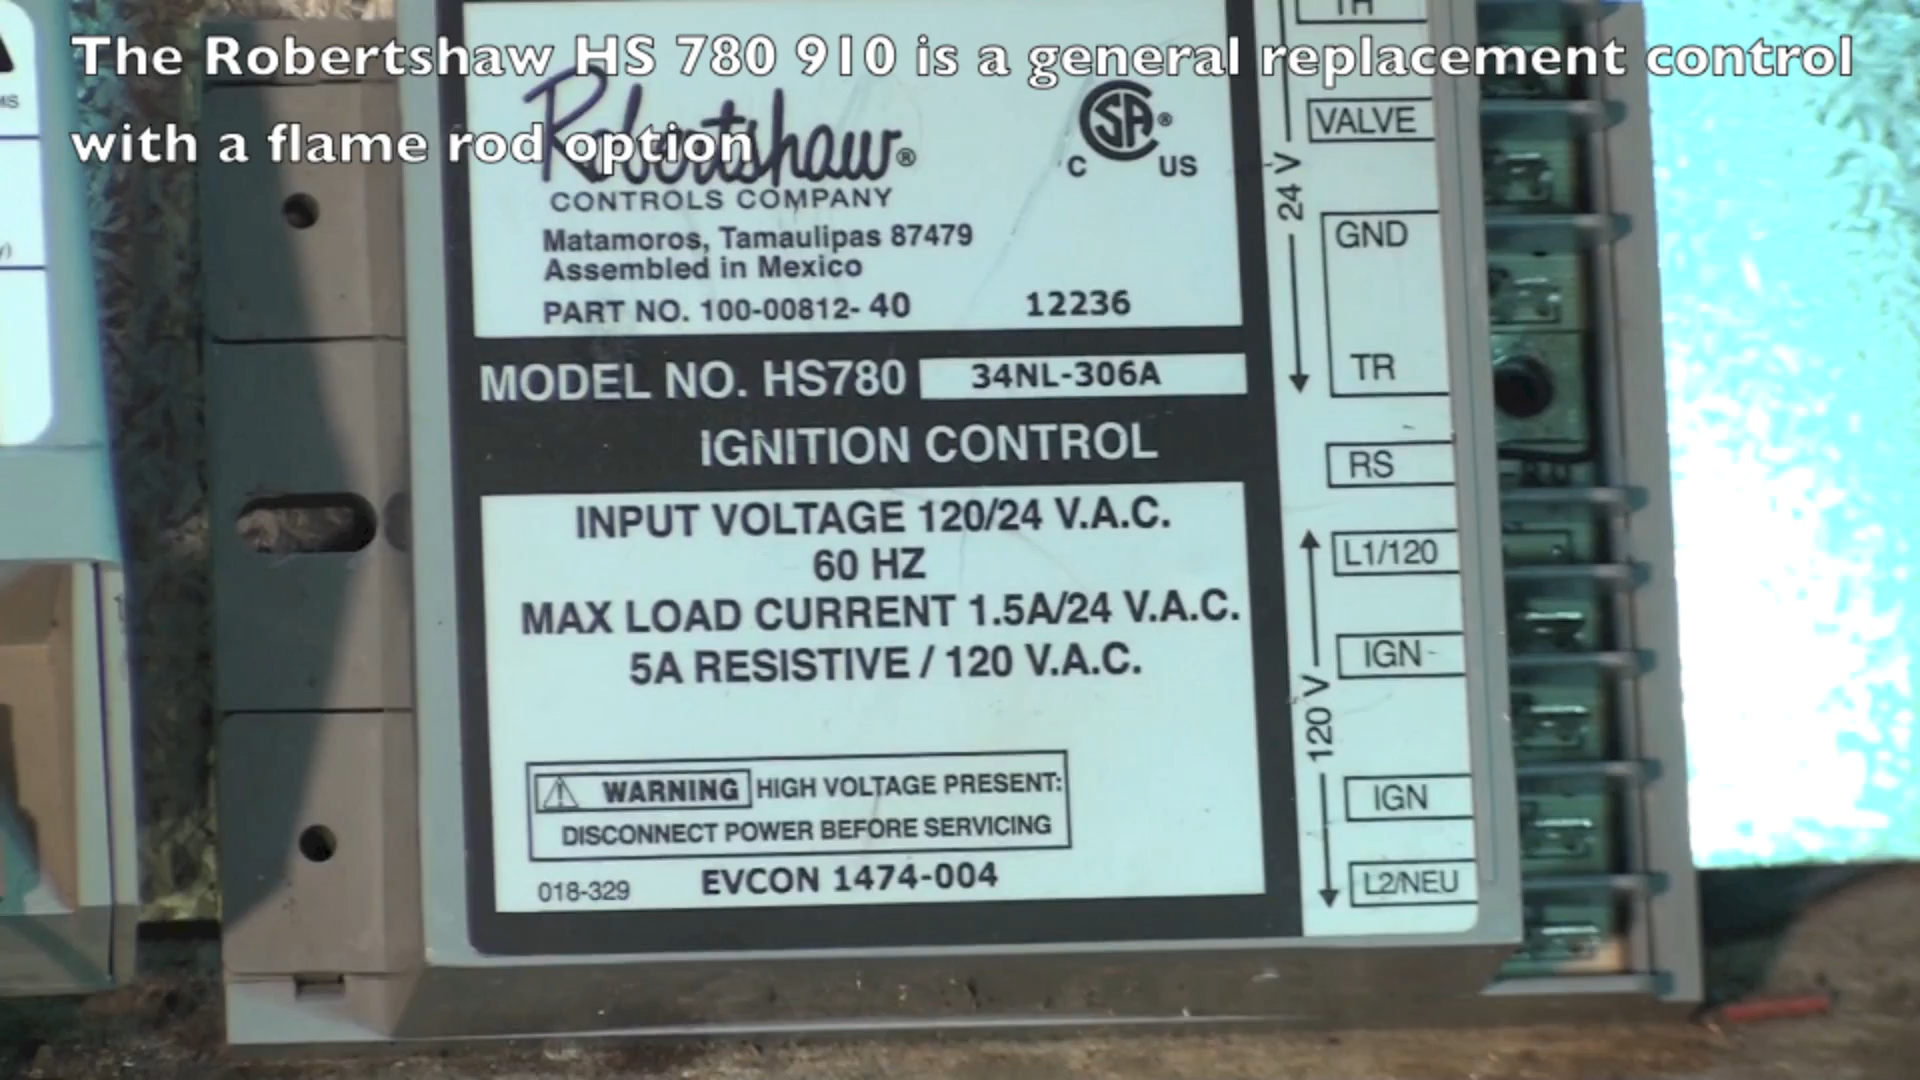 The Robertshaw HS 780 910 is a general replacement control
with a flame rod option
Robertshaw®
CONTROLS COMPANY
Matamoros, Tamaulipas 87479
Assembled in Mexico
PART NO. 100-00812- 40 12236
SA ®
C US
MODEL NO. HS780 34NL-306A
IGNITION CONTROL
INPUT VOLTAGE 120/24 V.A.C.
60 HZ
MAX LOAD CURRENT 1.5A/24 V.A.C.
5A RESISTIVE / 120 V.A.C.
WARNING HIGH VOLTAGE PRESENT:
DISCONNECT POWER BEFORE SERVICING
018-329 EVCON 1474-004
TH
VALVE
24 V
GND
TR
RS
L1/120
IGN
120 V
IGN
L2/NEU